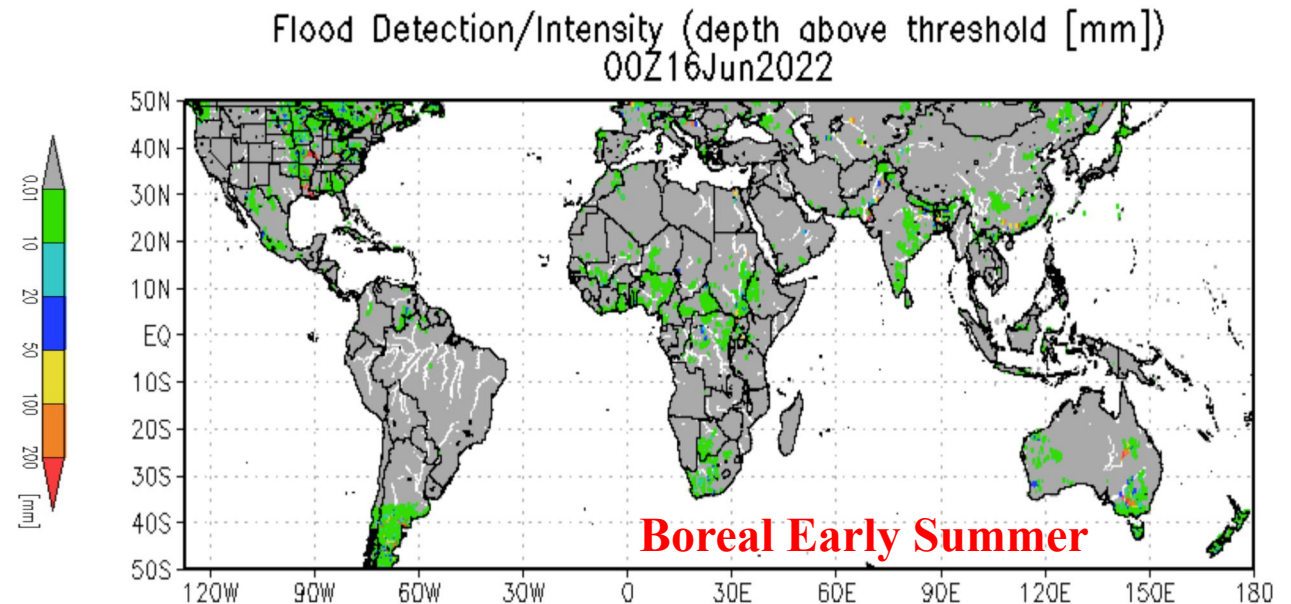 Flood Detection/Intensity (depth above threshold [mm])
00Z16Jun2022
50N
40N
30N
20N
10N
EQ
10S
20S
30S
40S
50S
0.01
10
20
50
100
200
[mm]
Boreal Early Summer
120W 90W 60W 30W 0 30E 60E 90E 120E 150E 180